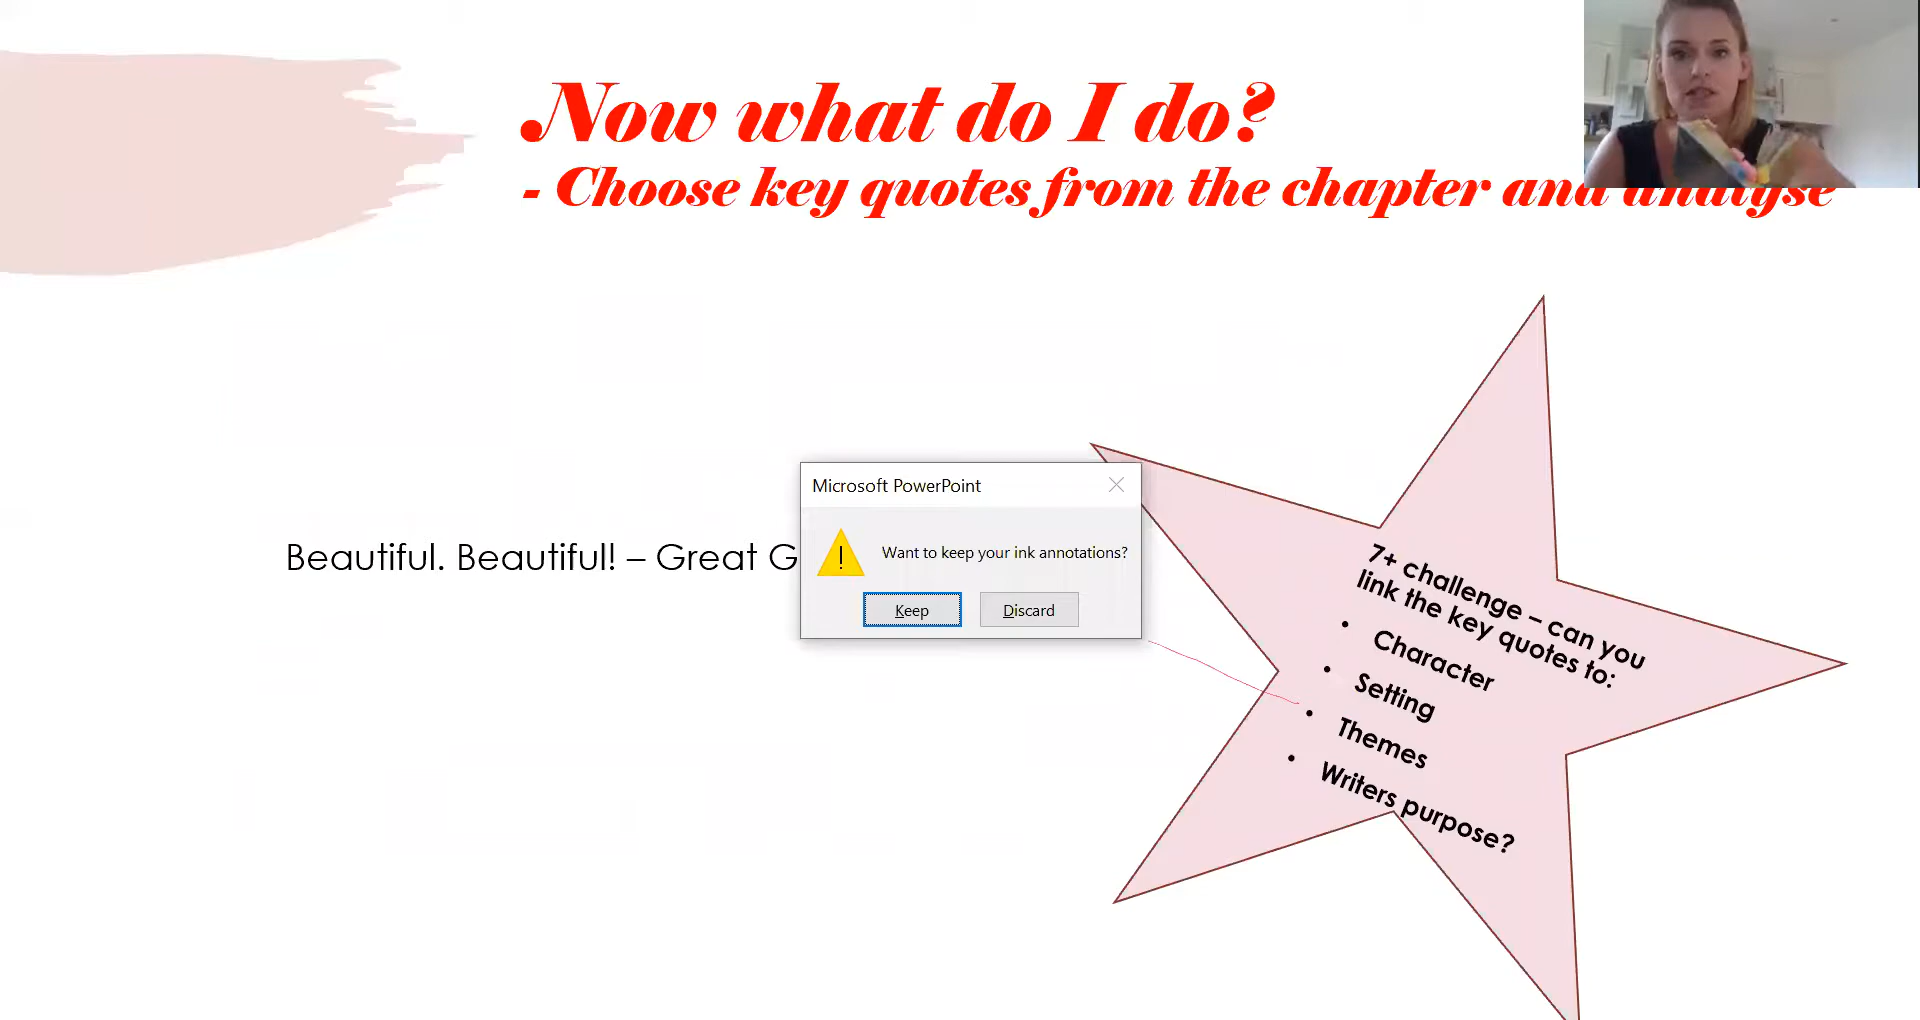 Now what do I do?
- Choose key quotes from the chapter and analyse
Beautiful. Beautiful! – Great G
Microsoft PowerPoint
Want to keep your ink annotations?
Keep
Discard
7+ challenge – can you
link the key quotes to:
• Character
• Setting
• Themes
• Writers purpose?